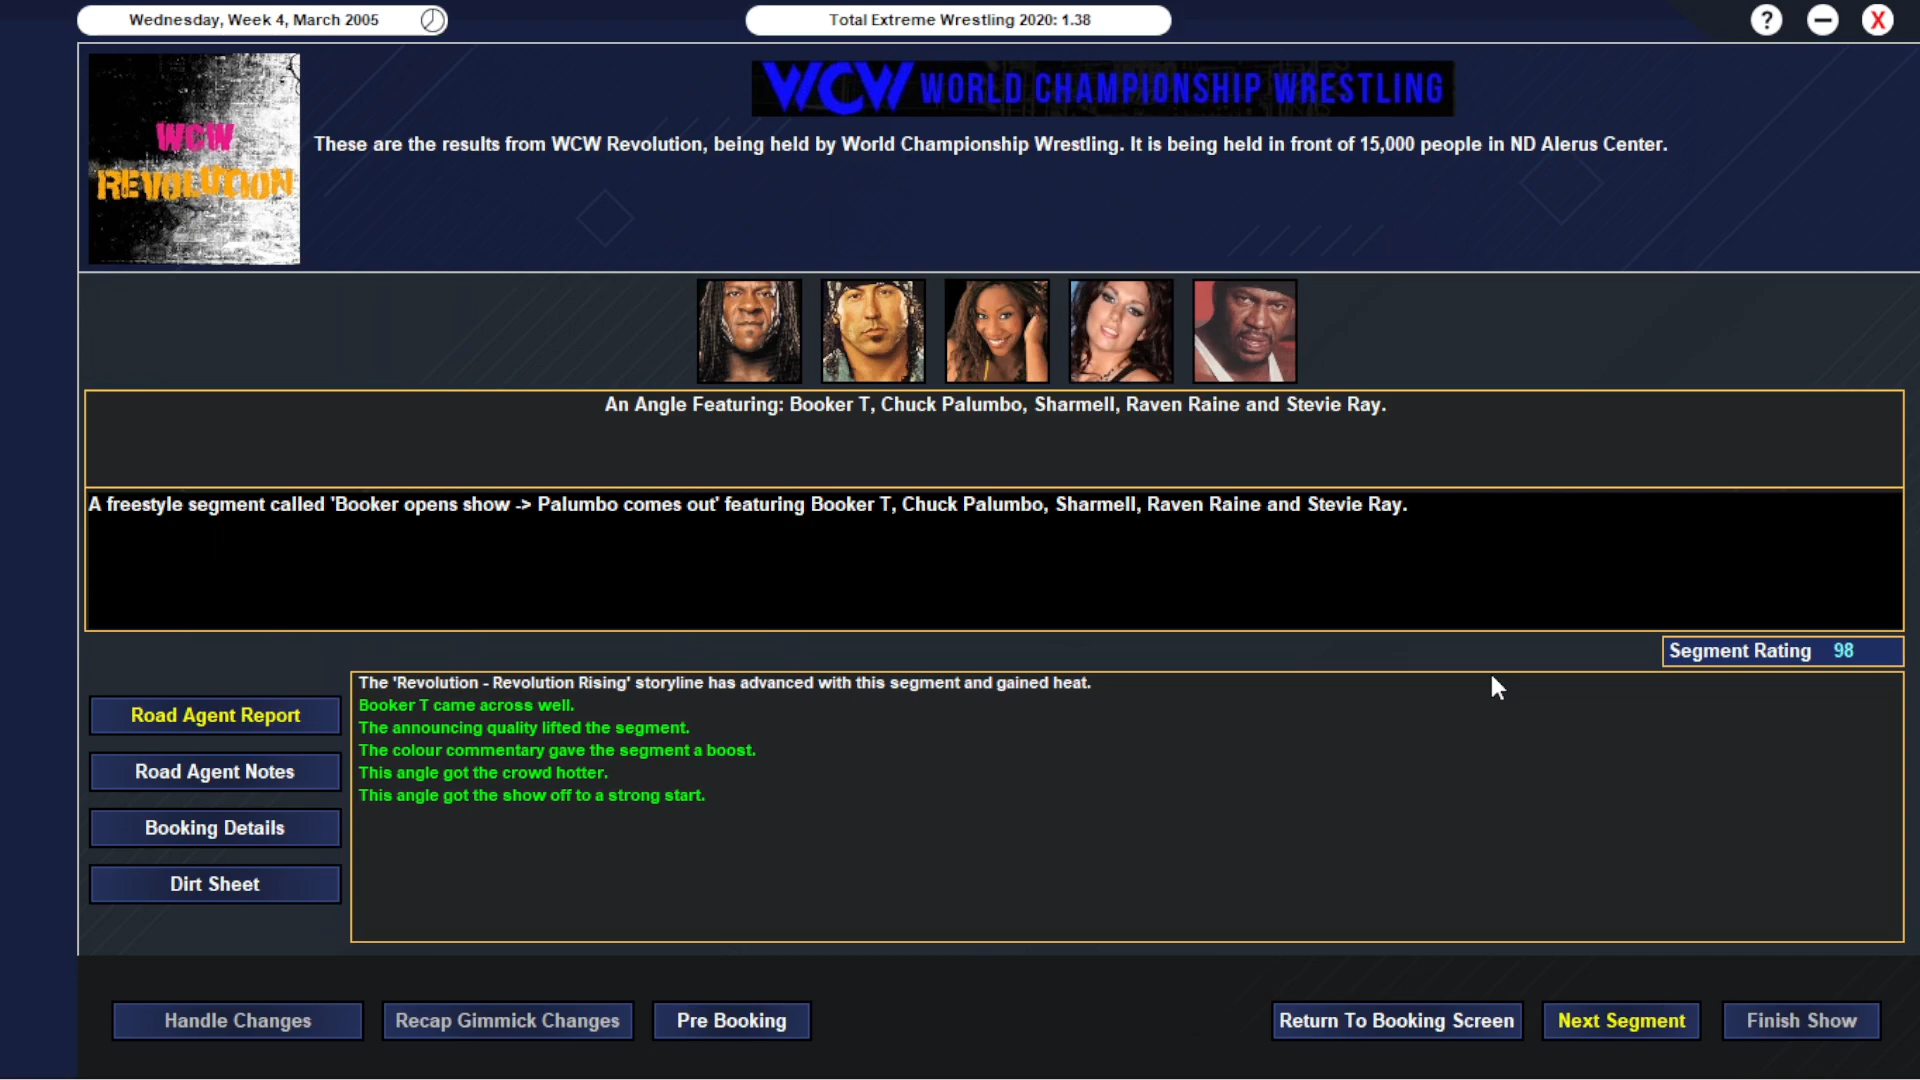 Wednesday, Week 4, March 2005
Total Extreme Wrestling 2020: 1.38
?
X
WCW WORLD CHAMPIONSHIP WRESTLING
WCW
REVOLUTION
These are the results from WCW Revolution, being held by World Championship Wrestling. It is being held in front of 15,000 people in ND Alerus Center.
An Angle Featuring: Booker T, Chuck Palumbo, Sharmell, Raven Raine and Stevie Ray.
A freestyle segment called 'Booker opens show -> Palumbo comes out' featuring Booker T, Chuck Palumbo, Sharmell, Raven Raine and Stevie Ray.
Segment Rating 98
The 'Revolution - Revolution Rising' storyline has advanced with this segment and gained heat.
Booker T came across well.
The announcing quality lifted the segment.
The colour commentary gave the segment a boost.
This angle got the crowd hotter.
This angle got the show off to a strong start.
Road Agent Report
Road Agent Notes
Booking Details
Dirt Sheet
Handle Changes
Recap Gimmick Changes
Pre Booking
Return To Booking Screen
Next Segment
Finish Show